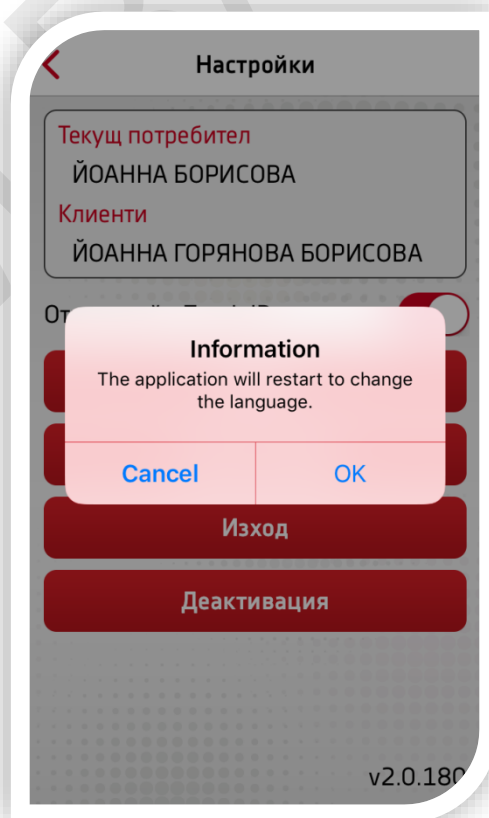 Настройки
Текущ потребител
ЙОАННА БОРИСОВА
Клиенти
ЙОАННА ГОРЯНОВА БОРИСОВА
Information
The application will restart to change
the language.
Cancel
OK
Изход
Деактивация
v2.0.180